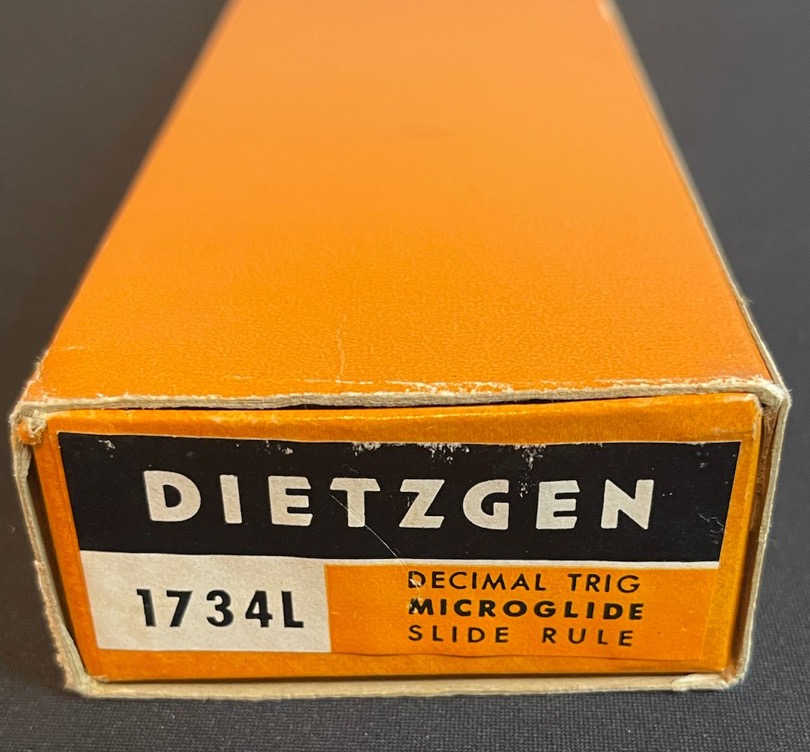 DIETZGEN
1734L
DECIMAL TRIG
MICROGLIDE
SLIDE RULE